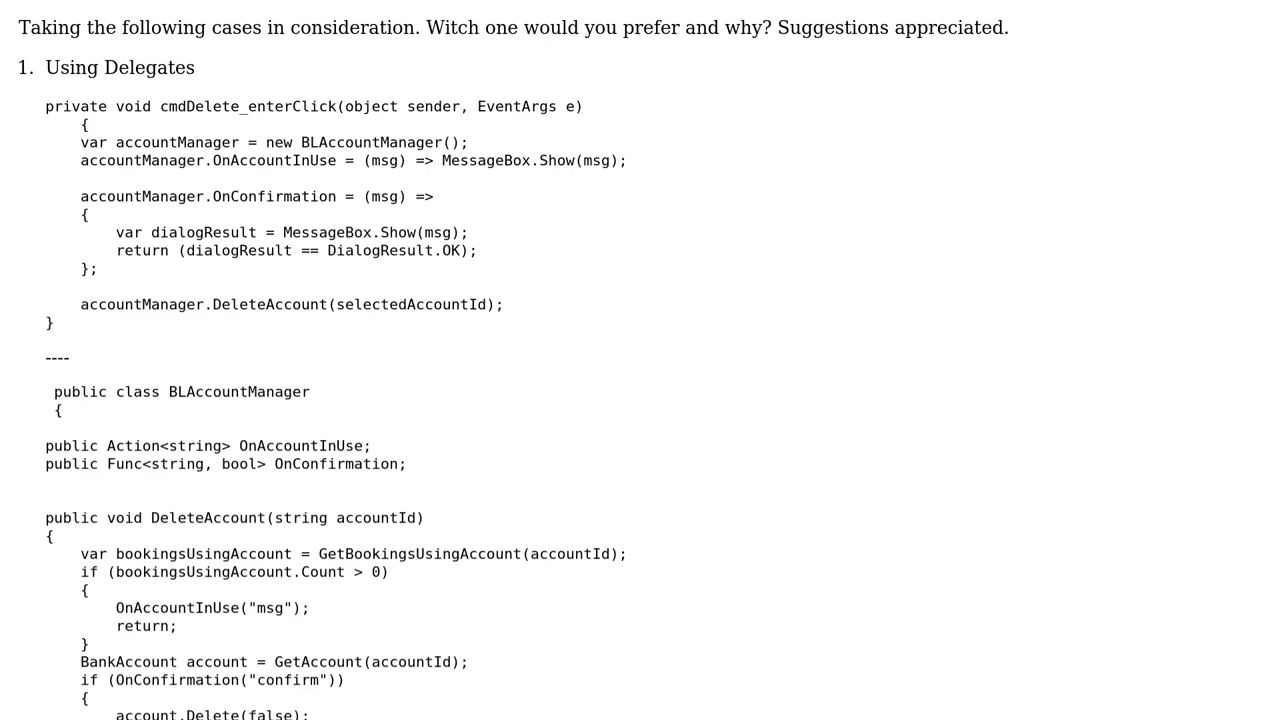 Taking the following cases in consideration. Witch one would you prefer and why? Suggestions appreciated.
1. Using Delegates
private void cmdDelete_enterClick(object sender, EventArgs e)
{
var accountManager = new BLAccountManager();
accountManager.OnAccountInUse = (msg) => MessageBox.Show(msg);
accountManager.OnConfirmation = (msg) =>
{
var dialogResult = MessageBox.Show(msg);
return (dialogResult == DialogResult.OK);
};
accountManager.DeleteAccount(selectedAccountId);
}
----
public class BLAccountManager
{
public Action<string> OnAccountInUse;
public Func<string, bool> OnConfirmation;
public void DeleteAccount(string accountId)
{
var bookingsUsingAccount = GetBookingsUsingAccount(accountId);
if (bookingsUsingAccount.Count > 0)
{
OnAccountInUse("msg");
return;
}
BankAccount account = GetAccount(accountId);
if (OnConfirmation("confirm"))
{
account.Delete(false);